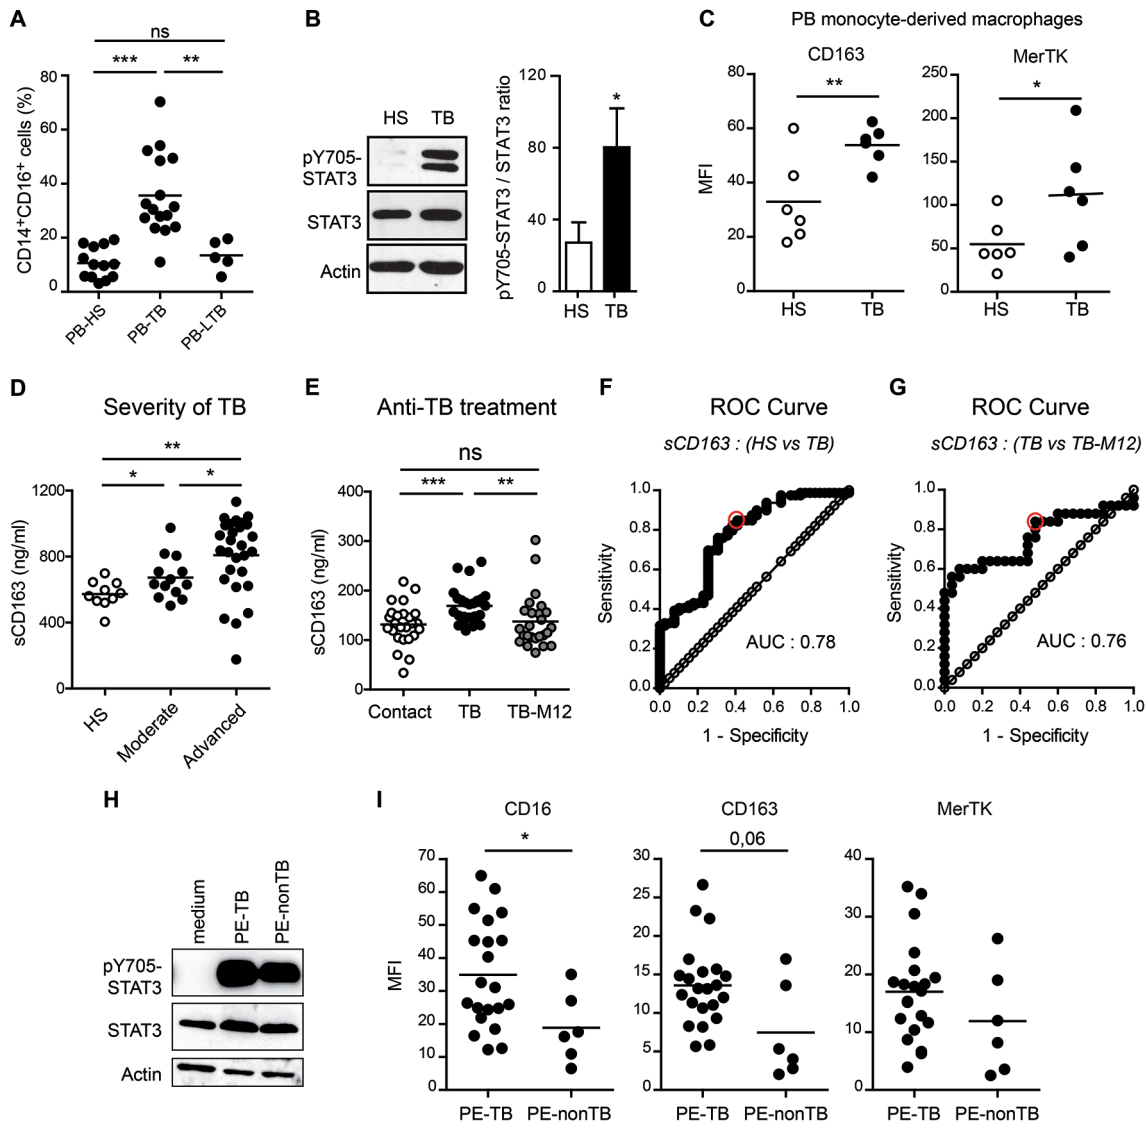 A
ns
***
**
CD14+CD16+ cells (%)
80
60
40
20
0
PB-HS
PB-TB
PB-LTB
B
HS TB
pY705-
STAT3
STAT3
Actin
pY705-STAT3 / STAT3 ratio
120
80
40
0
*
HS TB
C
PB monocyte-derived macrophages
CD163
**
MFI
80
60
40
20
0
HS TB
MerTK
*
250
200
150
100
50
0
HS TB
D
Severity of TB
**
* *
sCD163 (ng/ml)
1200
800
400
0
HS
Moderate
Advanced
E
Anti-TB treatment
ns
*** **
sCD163 (ng/ml)
400
300
200
100
0
Contact TB TB-M12
F
ROC Curve
sCD163 : (HS vs TB)
Sensitivity
1.0
0.8
0.6
0.4
0.2
0.0
AUC : 0.78
0.0 0.2 0.4 0.6 0.8 1.0
1 - Specificity
G
ROC Curve
sCD163 : (TB vs TB-M12)
Sensitivity
1.0
0.8
0.6
0.4
0.2
0.0
AUC : 0.76
0.0 0.2 0.4 0.6 0.8 1.0
1 - Specificity
H
medium
PE-TB
PE-nonTB
pY705-
STAT3
STAT3
Actin
I
CD16
*
MFI
70
60
50
40
30
20
10
0
PE-TB PE-nonTB
CD163
0,06
30
25
20
15
10
5
0
PE-TB PE-nonTB
MerTK
40
30
20
10
0
PE-TB PE-nonTB